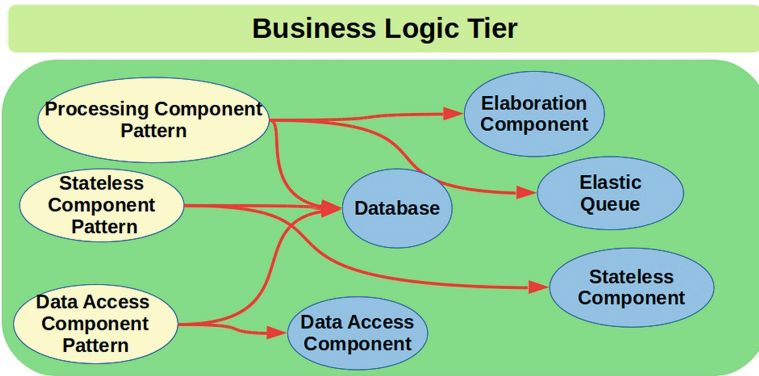 Business Logic Tier
Processing Component
Pattern
Elaboration
Component
Stateless
Component
Pattern
Database
Elastic
Queue
Data Access
Component
Pattern
Data Access
Component
Stateless
Component